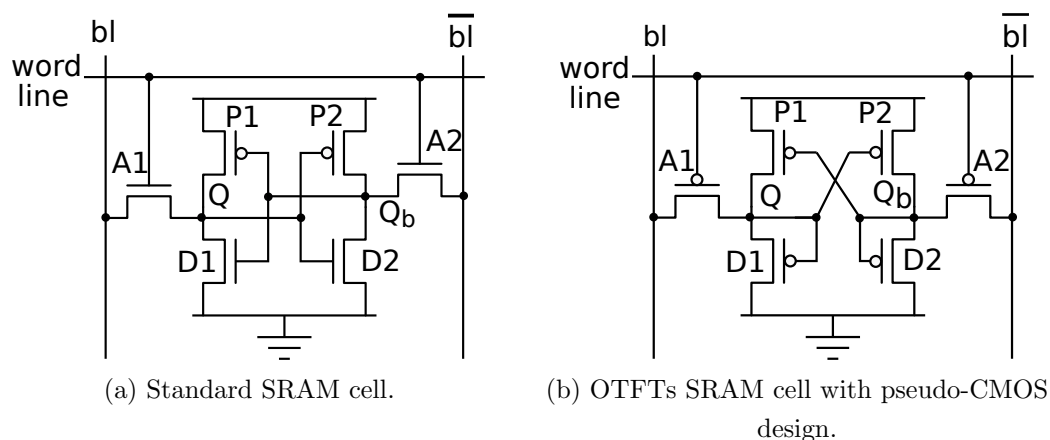 bl
bl
word
line
P1
P2
A1
A2
Q
Qb
D1
D2
(a) Standard SRAM cell.
bl
bl
word
line
P1
P2
A1
A2
Q
Qb
D1
D2
(b) OTFTs SRAM cell with pseudo-CMOS
design.